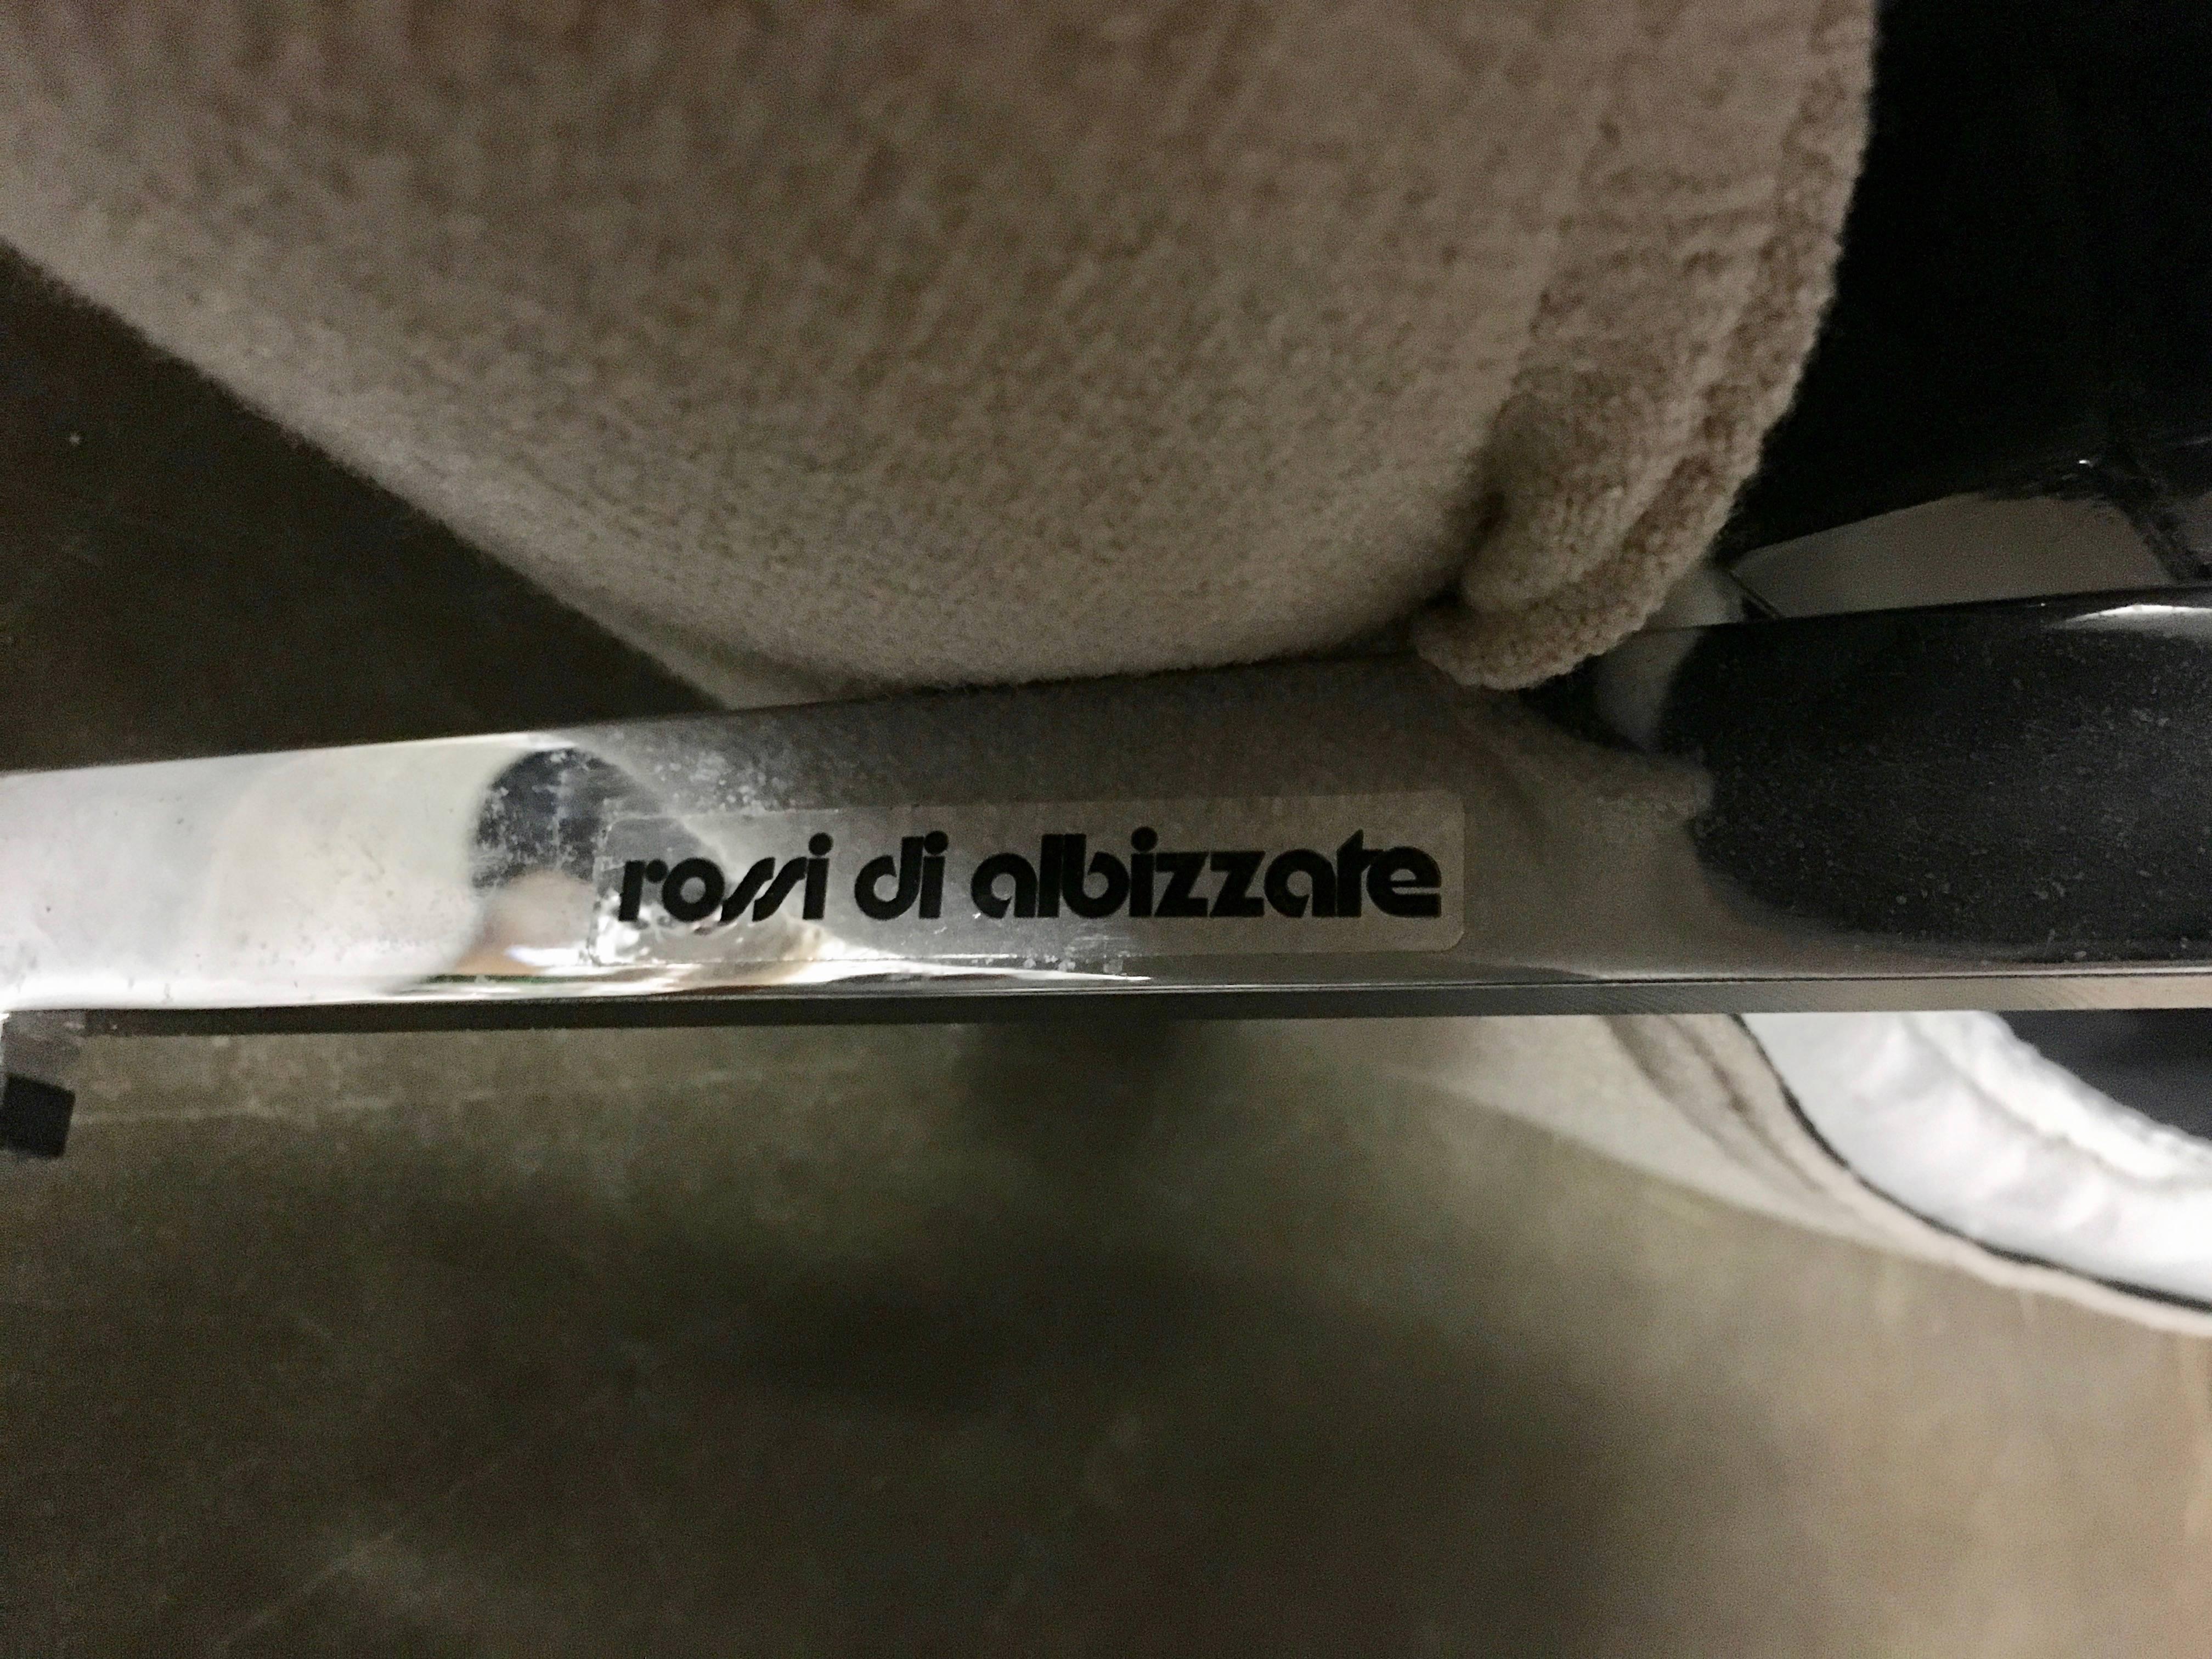 rossi di albizzate